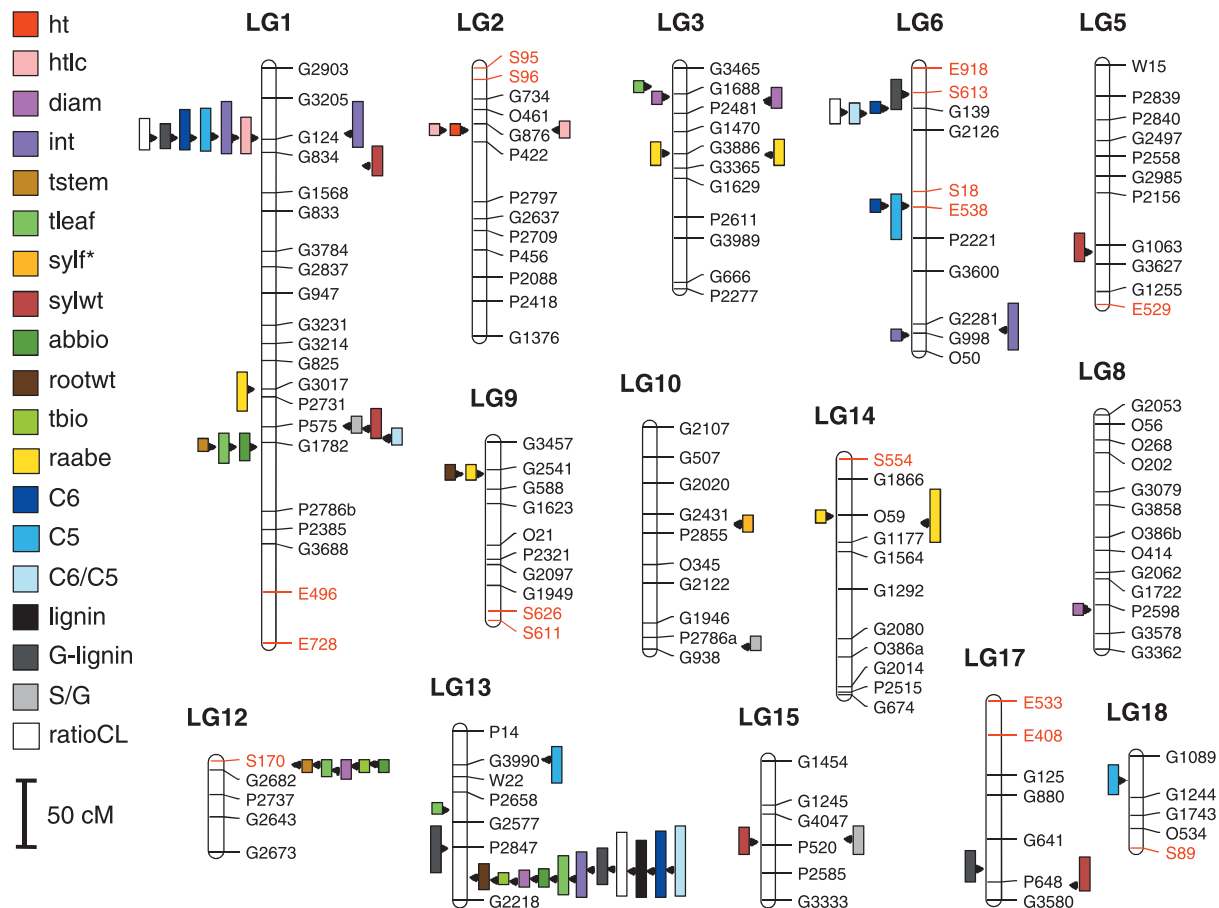 ht
htlc
diam
int
tstem
tleaf
sylf*
sylwt
abbio
rootwt
tbio
raabe
C6
C5
C6/C5
lignin
G-lignin
S/G
ratioCL
50 cM
LG1
G2903
G3205
G124
G834
G1568
G833
G3784
G2837
G947
G3231
G3214
G825
G3017
P2731
P575
G1782
P2786b
P2385
G3688
E496
E728
LG2
S95
S96
G734
O461
G876
P422
P2797
G2637
P2709
P456
P2088
P2418
G1376
LG3
G3465
G1688
P2481
G1470
G3886
G3365
G1629
P2611
G3989
G666
P2277
LG6
E918
S613
G139
G2126
S18
E538
P2221
G3600
G2281
G998
O50
LG5
W15
P2839
P2840
G2497
P2558
G2985
P2156
G1063
G3627
G1255
E529
LG9
G3457
G2541
G588
G1623
O21
P2321
G2097
G1949
S626
S611
LG10
G2107
G507
G2020
G2431
P2855
O345
G2122
G1946
P2786a
G938
LG14
S554
G1866
O59
G1177
G1564
G1292
G2080
O386a
G2014
P2515
G674
LG8
G2053
O56
O268
O202
G3079
G3858
O386b
O414
G2062
G1722
P2598
G3578
G3362
LG12
S170
G2682
P2737
G2643
G2673
LG13
P14
G3990
W22
P2658
G2577
P2847
G2218
LG15
G1454
G1245
G4047
P520
P2585
G3333
LG17
E533
E408
G125
G880
G641
P648
G3580
LG18
G1089
G1244
G1743
O534
S89